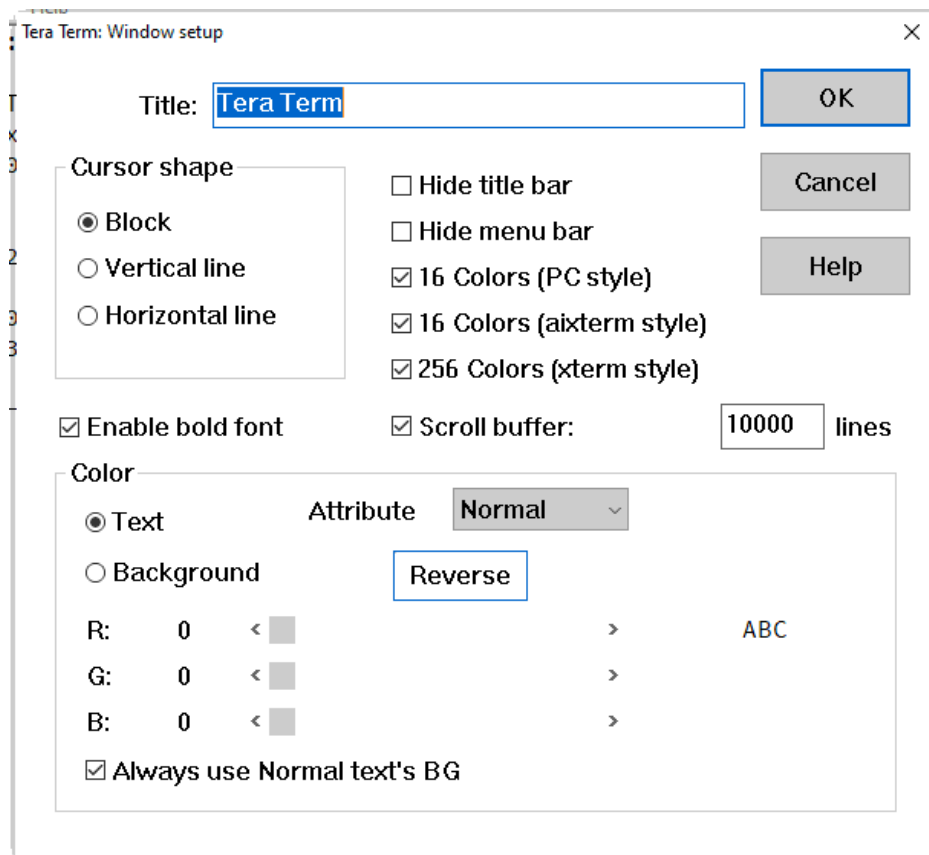 Tera Term: Window setup
Title: Tera Term
OK
Cursor shape
Block
Vertical line
Horizontal line
Hide title bar
Hide menu bar
16 Colors (PC style)
16 Colors (aixterm style)
256 Colors (xterm style)
Cancel
Help
Enable bold font
Scroll buffer: 10000 lines
Color
Text
Attribute Normal
Background
Reverse
R: 0 < > ABC
G: 0 < >
B: 0 < >
Always use Normal text's BG